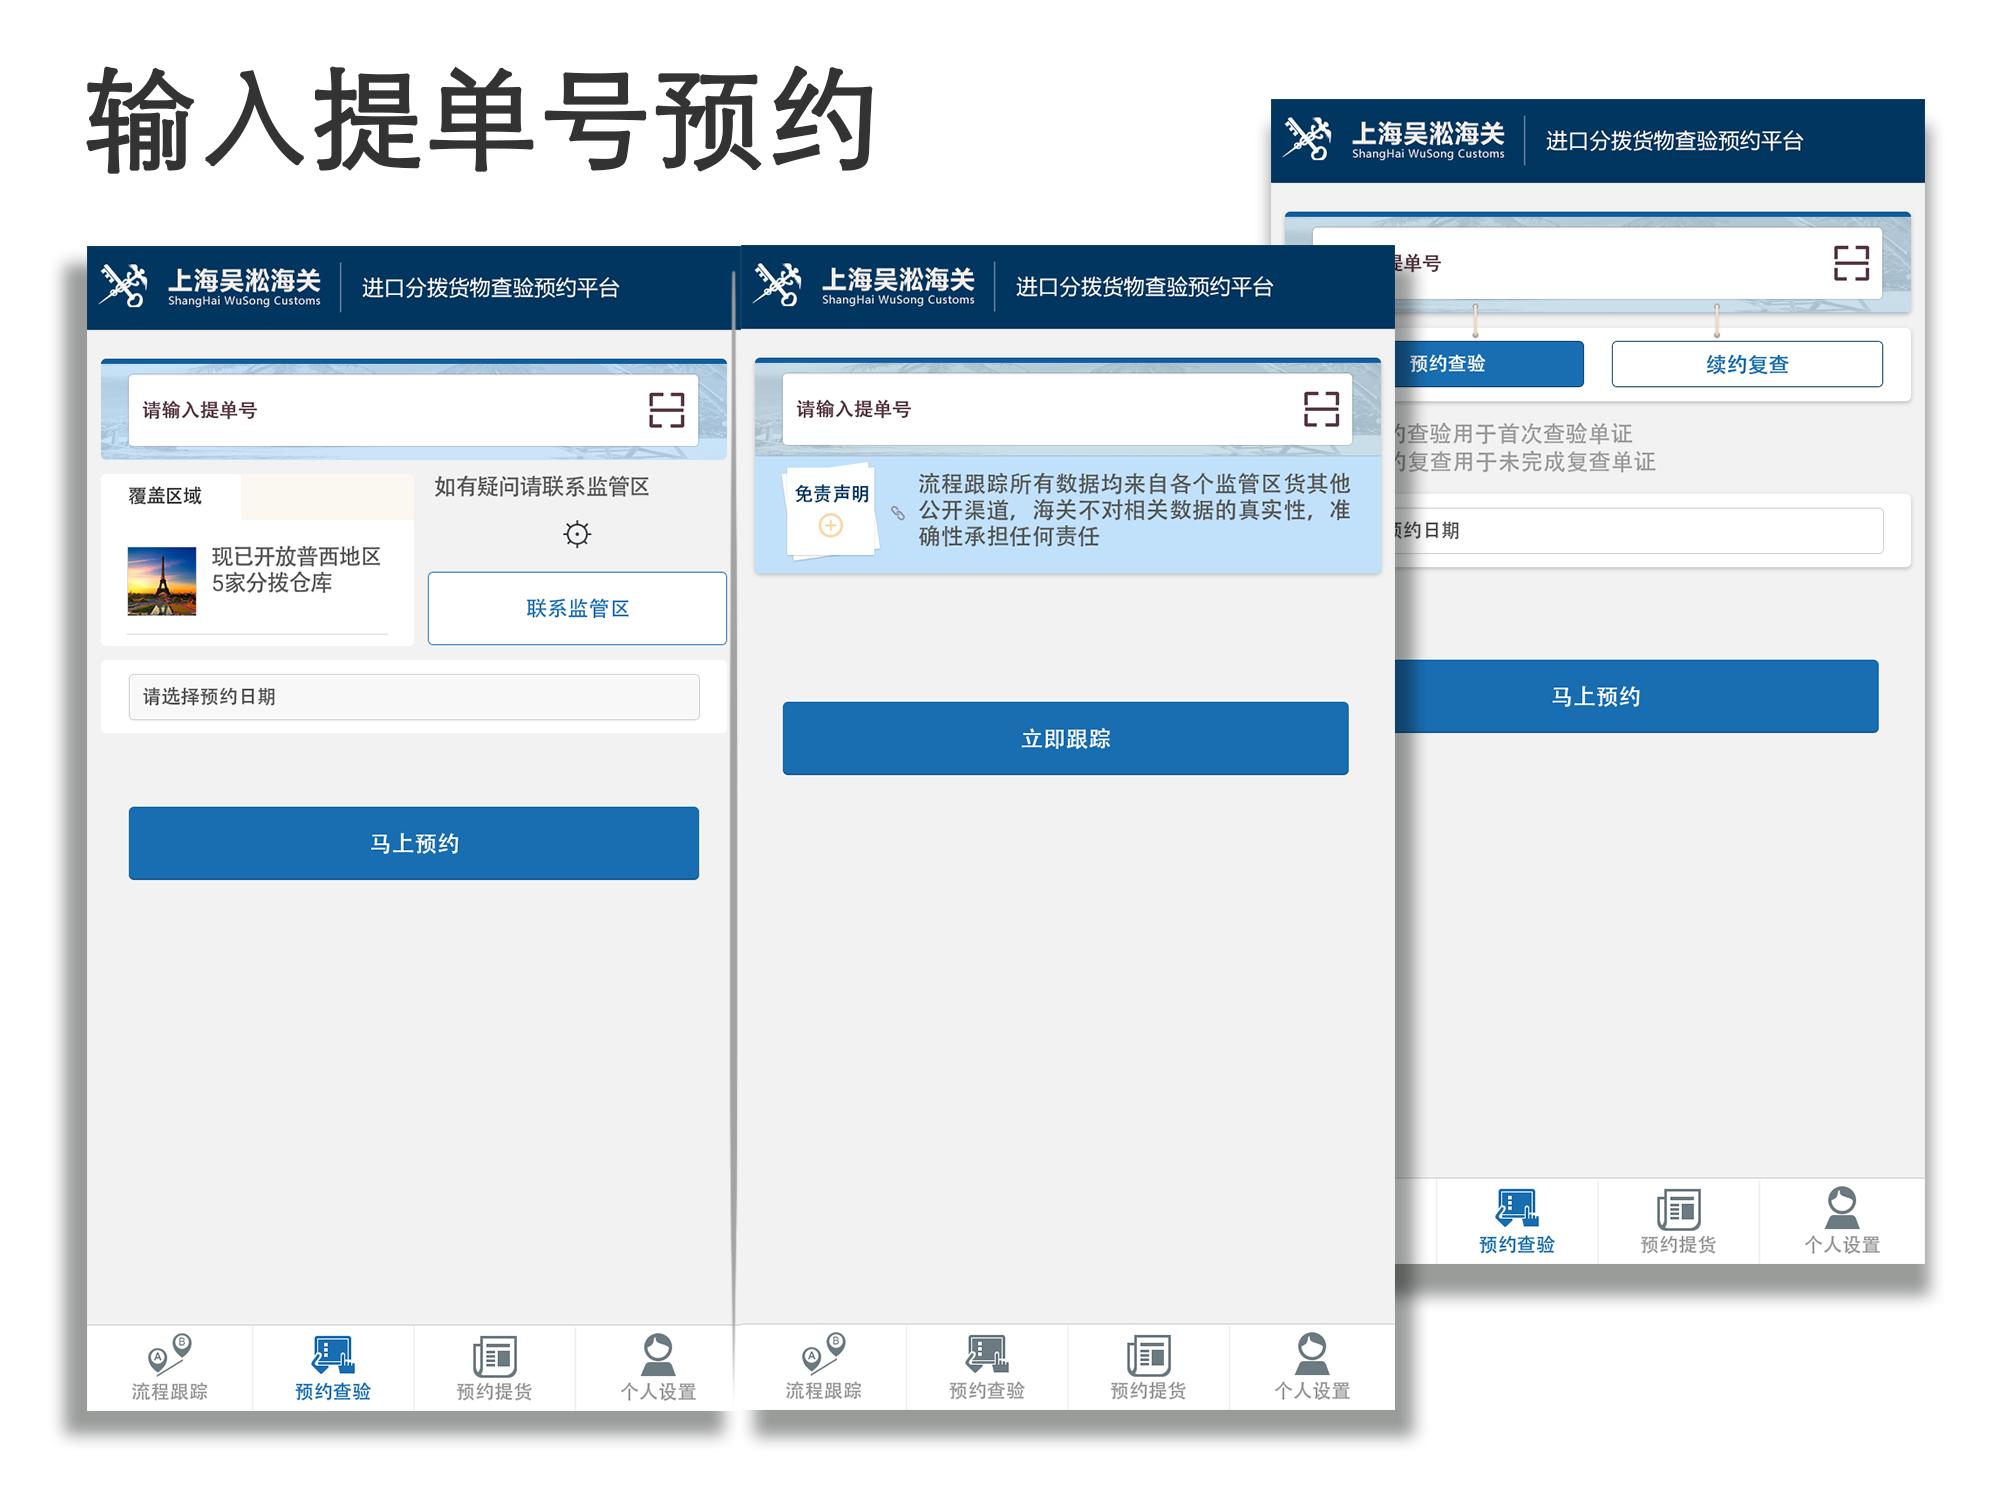 输入提单号预约
上海吴淞海关
ShangHai WuSong Customs
进口分拨货物查验预约平台
请输入提单号
覆盖区域
现已开放普西地区
5家分拨仓库
如有疑问请联系监管区
联系监管区
请选择预约日期
马上预约
流程跟踪
预约查验
预约提货
个人设置
上海吴淞海关
ShangHai WuSong Customs
进口分拨货物查验预约平台
请输入提单号
免责声明
流程跟踪所有数据均来自各个监管区货其他
公开渠道，海关不对相关数据的真实性，准
确性承担任何责任
立即跟踪
流程跟踪
预约查验
预约提货
个人设置
上海吴淞海关
ShangHai WuSong Customs
进口分拨货物查验预约平台
提单号
预约查验
续约复查
约查验用于首次查验单证
约复查用于未完成复查单证
预约日期
马上预约
预约查验
预约提货
个人设置